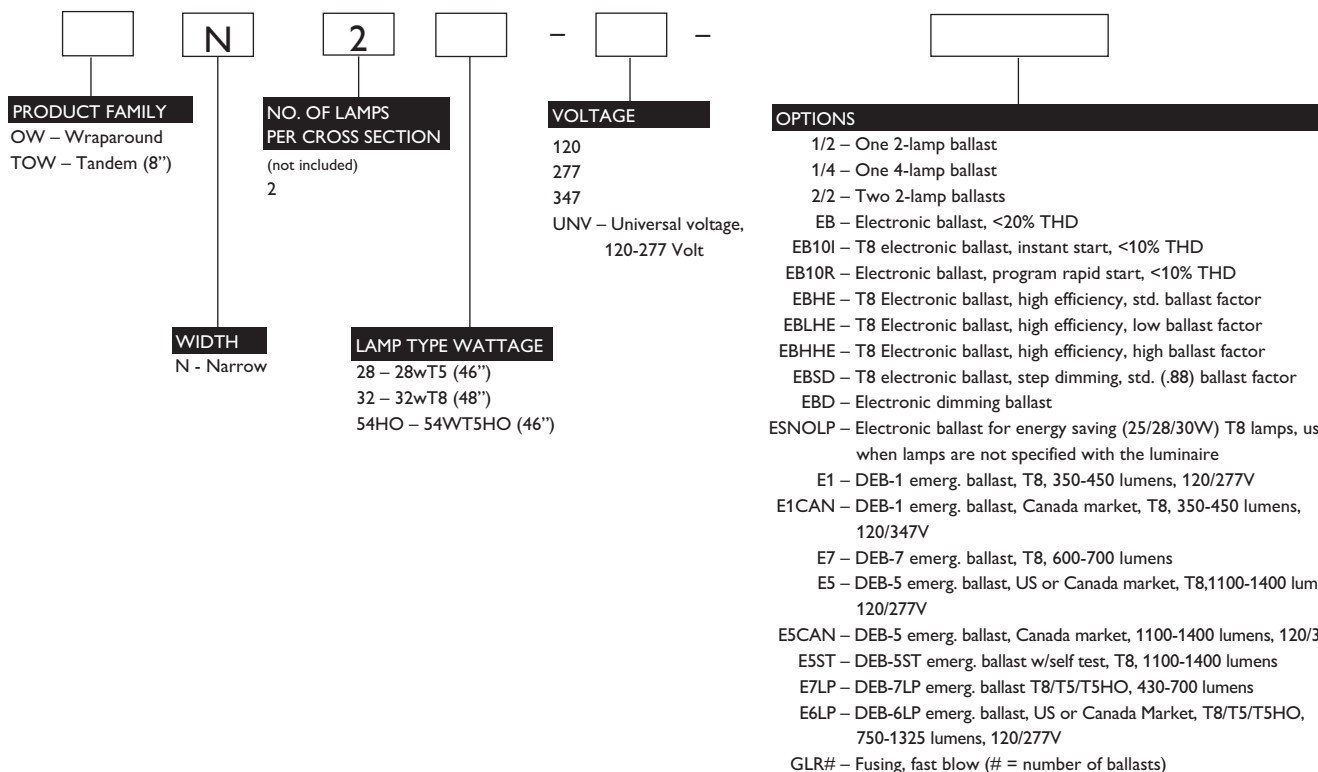 N 2 – –
PRODUCT FAMILY
OW – Wraparound
TOW – Tandem (8”)
WIDTH
N - Narrow
NO. OF LAMPS
PER CROSS SECTION
(not included)
2
LAMP TYPE WATTAGE
28 – 28wT5 (46”)
32 – 32wT8 (48”)
54HO – 54WT5HO (46”)
VOLTAGE
120
277
347
UNV – Universal voltage,
120-277 Volt
OPTIONS
1/2 – One 2-lamp ballast
1/4 – One 4-lamp ballast
2/2 – Two 2-lamp ballasts
EB – Electronic ballast, <20% THD
EB10I – T8 electronic ballast, instant start, <10% THD
EB10R – Electronic ballast, program rapid start, <10% THD
EBHE – T8 Electronic ballast, high efficiency, std. ballast factor
EBLHE – T8 Electronic ballast, high efficiency, low ballast factor
EBHHE – T8 Electronic ballast, high efficiency, high ballast factor
EBSD – T8 electronic ballast, step dimming, std. (.88) ballast factor
EBD – Electronic dimming ballast
ESNOLP – Electronic ballast for energy saving (25/28/30W) T8 lamps, us
when lamps are not specified with the luminaire
E1 – DEB-1 emerg. ballast, T8, 350-450 lumens, 120/277V
E1CAN – DEB-1 emerg. ballast, Canada market, T8, 350-450 lumens,
120/347V
E7 – DEB-7 emerg. ballast, T8, 600-700 lumens
E5 – DEB-5 emerg. ballast, US or Canada market, T8,1100-1400 lum
120/277V
E5CAN – DEB-5 emerg. ballast, Canada market, 1100-1400 lumens, 120/3
E5ST – DEB-5ST emerg. ballast w/self test, T8, 1100-1400 lumens
E7LP – DEB-7LP emerg. ballast T8/T5/T5HO, 430-700 lumens
E6LP – DEB-6LP emerg. ballast, US or Canada Market, T8/T5/T5HO,
750-1325 lumens, 120/277V
GLR# – Fusing, fast blow (# = number of ballasts)